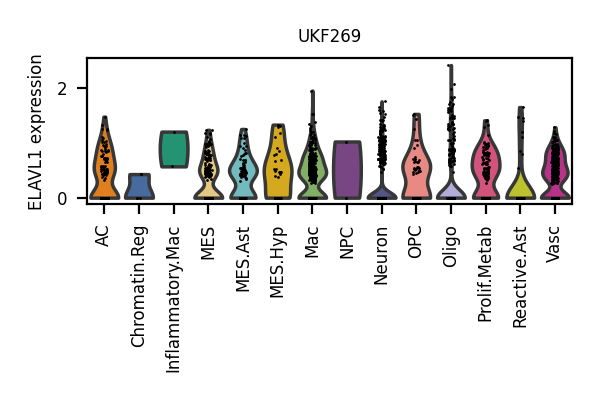 UKF269
ELAVL1 expression
2
0
AC
Chromatin.Reg
Inflammatory.Mac
MES
MES.Ast
MES.Hyp
Mac
NPC
Neuron
OPC
Oligo
Prolif.Metab
Reactive.Ast
Vasc